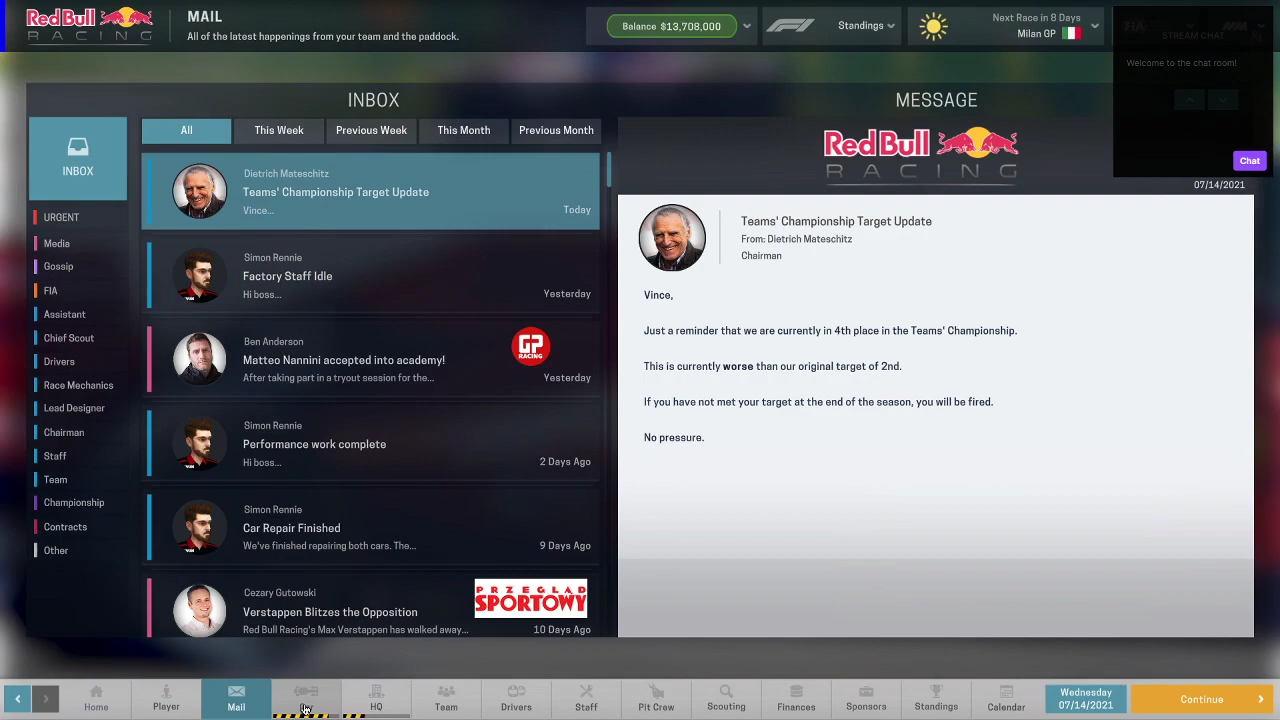 Red Bull
RACING
MAIL
All of the latest happenings from your team and the paddock.
Balance $13,708,000
Standings
Next Race in 8 Days
Milan GP
FIA
STREAM CHAT
Welcome to the chat room!
Chat
INBOX
MESSAGE
INBOX
All
This Week
Previous Week
This Month
Previous Month
URGENT
Media
Gossip
FIA
Assistant
Chief Scout
Drivers
Race Mechanics
Lead Designer
Chairman
Staff
Team
Championship
Contracts
Other
Dietrich Mateschitz
Teams' Championship Target Update
Vince...
Today
Simon Rennie
Factory Staff Idle
Hi boss...
Yesterday
Ben Anderson
Matteo Nannini accepted into academy!
After taking part in a tryout session for the...
GP
RACING
Yesterday
Simon Rennie
Performance work complete
Hi boss...
2 Days Ago
Simon Rennie
Car Repair Finished
We've finished repairing both cars. The...
9 Days Ago
Cezary Gutowski
Verstappen Blitzes the Opposition
Red Bull Racing's Max Verstappen has walked away...
PRZEGLĄD
SPORTOWY
10 Days Ago
Red Bull
RACING
07/14/2021
Teams' Championship Target Update
From: Dietrich Mateschitz
Chairman
Vince,
Just a reminder that we are currently in 4th place in the Teams' Championship.
This is currently worse than our original target of 2nd.
If you have not met your target at the end of the season, you will be fired.
No pressure.
Home
Player
Mail
HQ
Team
Drivers
Staff
Pit Crew
Scouting
Finances
Sponsors
Standings
Calendar
Wednesday
07/14/2021
Continue